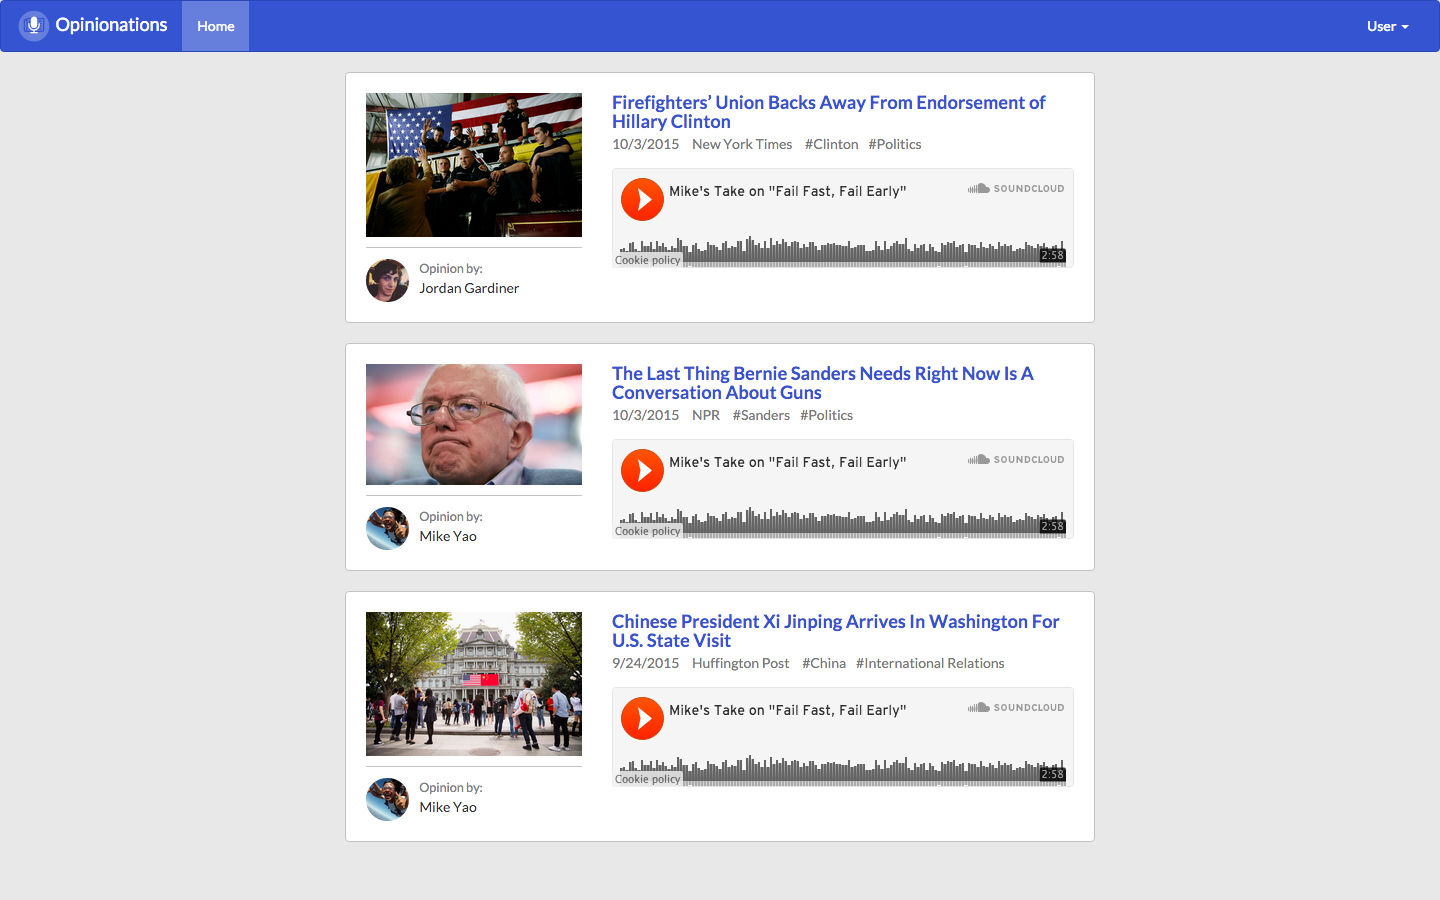 Opinionations
Home
User
Firefighters’ Union Backs Away From Endorsement of
Hillary Clinton
10/3/2015 New York Times #Clinton #Politics
Mike's Take on "Fail Fast, Fail Early"
SOUNDCLOUD
Cookie policy
2:58
Opinion by:
Jordan Gardiner
The Last Thing Bernie Sanders Needs Right Now Is A
Conversation About Guns
10/3/2015 NPR #Sanders #Politics
Mike's Take on "Fail Fast, Fail Early"
SOUNDCLOUD
Cookie policy
2:58
Opinion by:
Mike Yao
Chinese President Xi Jinping Arrives In Washington For
U.S. State Visit
9/24/2015 Huffington Post #China #International Relations
Mike's Take on "Fail Fast, Fail Early"
SOUNDCLOUD
Cookie policy
2:58
Opinion by:
Mike Yao